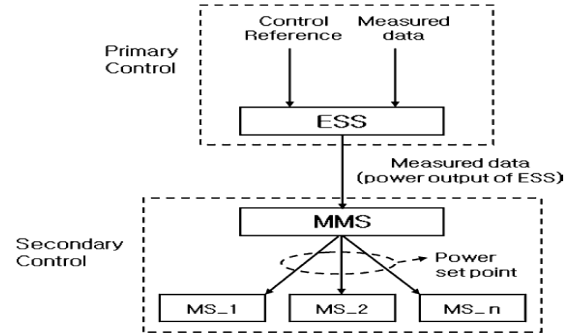 Control
Reference
Measured
data
Primary
Control
ESS
Measured data
(power output of ESS)
MMS
Secondary
Control
Power
set point
MS_1
MS_2
MS_n